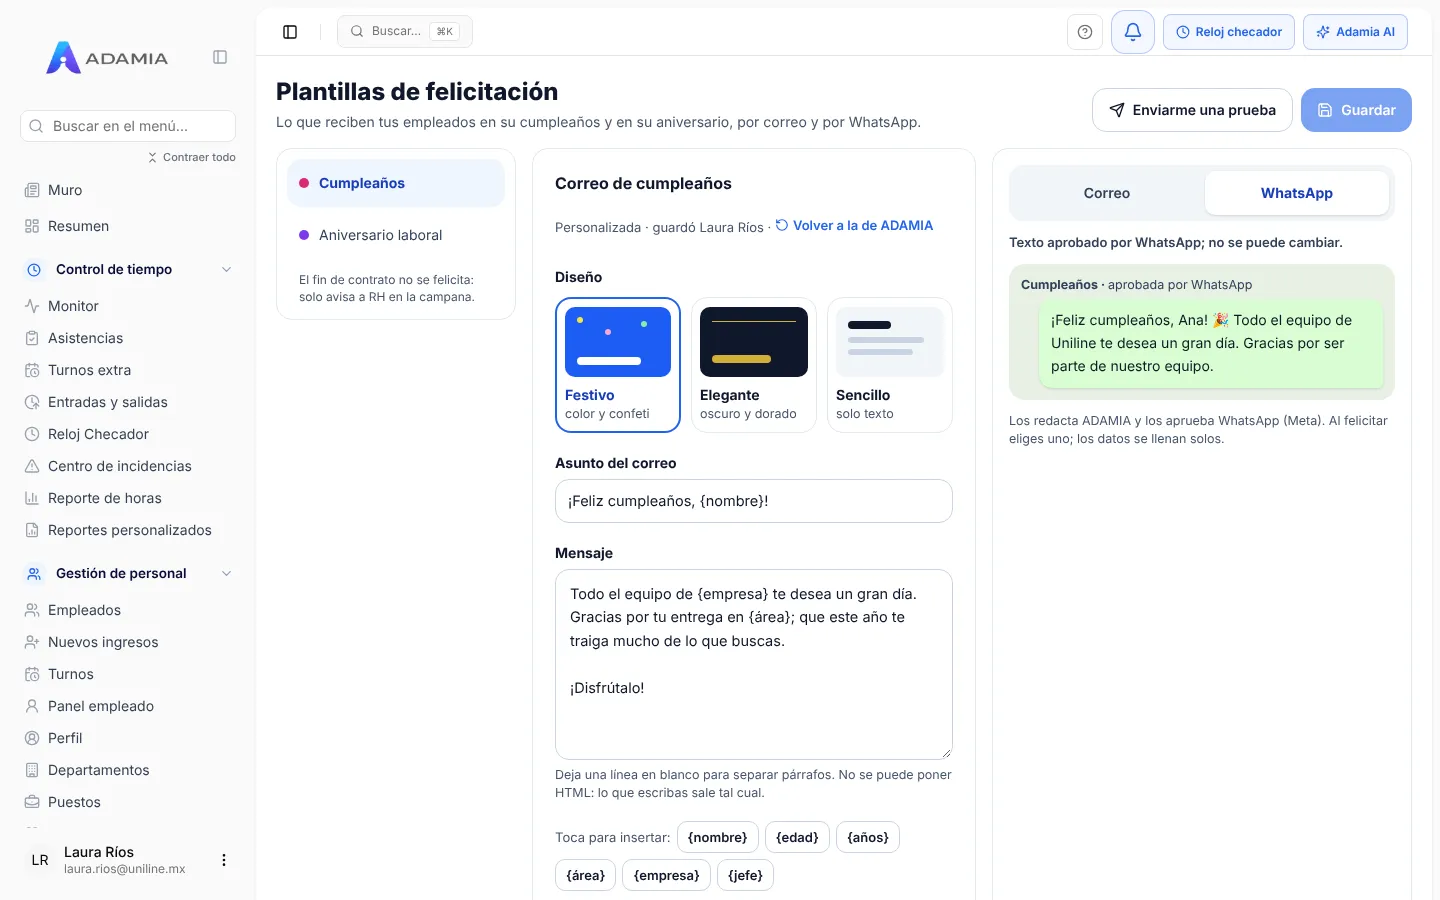 ADAMIA
Buscar en el menú...
Contraer todo
Muro
Resumen
Control de tiempo
Monitor
Asistencias
Turnos extra
Entradas y salidas
Reloj Checador
Centro de incidencias
Reporte de horas
Reportes personalizados
Gestión de personal
Empleados
Nuevos ingresos
Turnos
Panel empleado
Perfil
Departamentos
Puestos
LR
Laura Ríos
laura.rios@uniline.mx
Buscar... ⌘K
Reloj checador
Adamia AI
Plantillas de felicitación
Lo que reciben tus empleados en su cumpleaños y en su aniversario, por correo y por WhatsApp.
Enviarme una prueba
Guardar
Cumpleaños
Aniversario laboral
El fin de contrato no se felicita:
solo avisa a RH en la campana.
Correo de cumpleaños
Personalizada · guardó Laura Ríos · Volver a la de ADAMIA
Diseño
Festivo
color y confeti
Elegante
oscuro y dorado
Sencillo
solo texto
Asunto del correo
¡Feliz cumpleaños, {nombre}!
Mensaje
Todo el equipo de {empresa} te desea un gran día.
Gracias por tu entrega en {área}; que este año te
traiga mucho de lo que buscas.
¡Disfrútalo!
Deja una línea en blanco para separar párrafos. No se puede poner
HTML: lo que escribas sale tal cual.
Toca para insertar: {nombre} {edad} {años}
{área} {empresa} {jefe}
Correo
WhatsApp
Texto aprobado por WhatsApp; no se puede cambiar.
Cumpleaños · aprobada por WhatsApp
¡Feliz cumpleaños, Ana! 🎉 Todo el equipo de
Uniline te desea un gran día. Gracias por ser
parte de nuestro equipo.
Los redacta ADAMIA y los aprueba WhatsApp (Meta). Al felicitar
eliges uno; los datos se llenan solos.